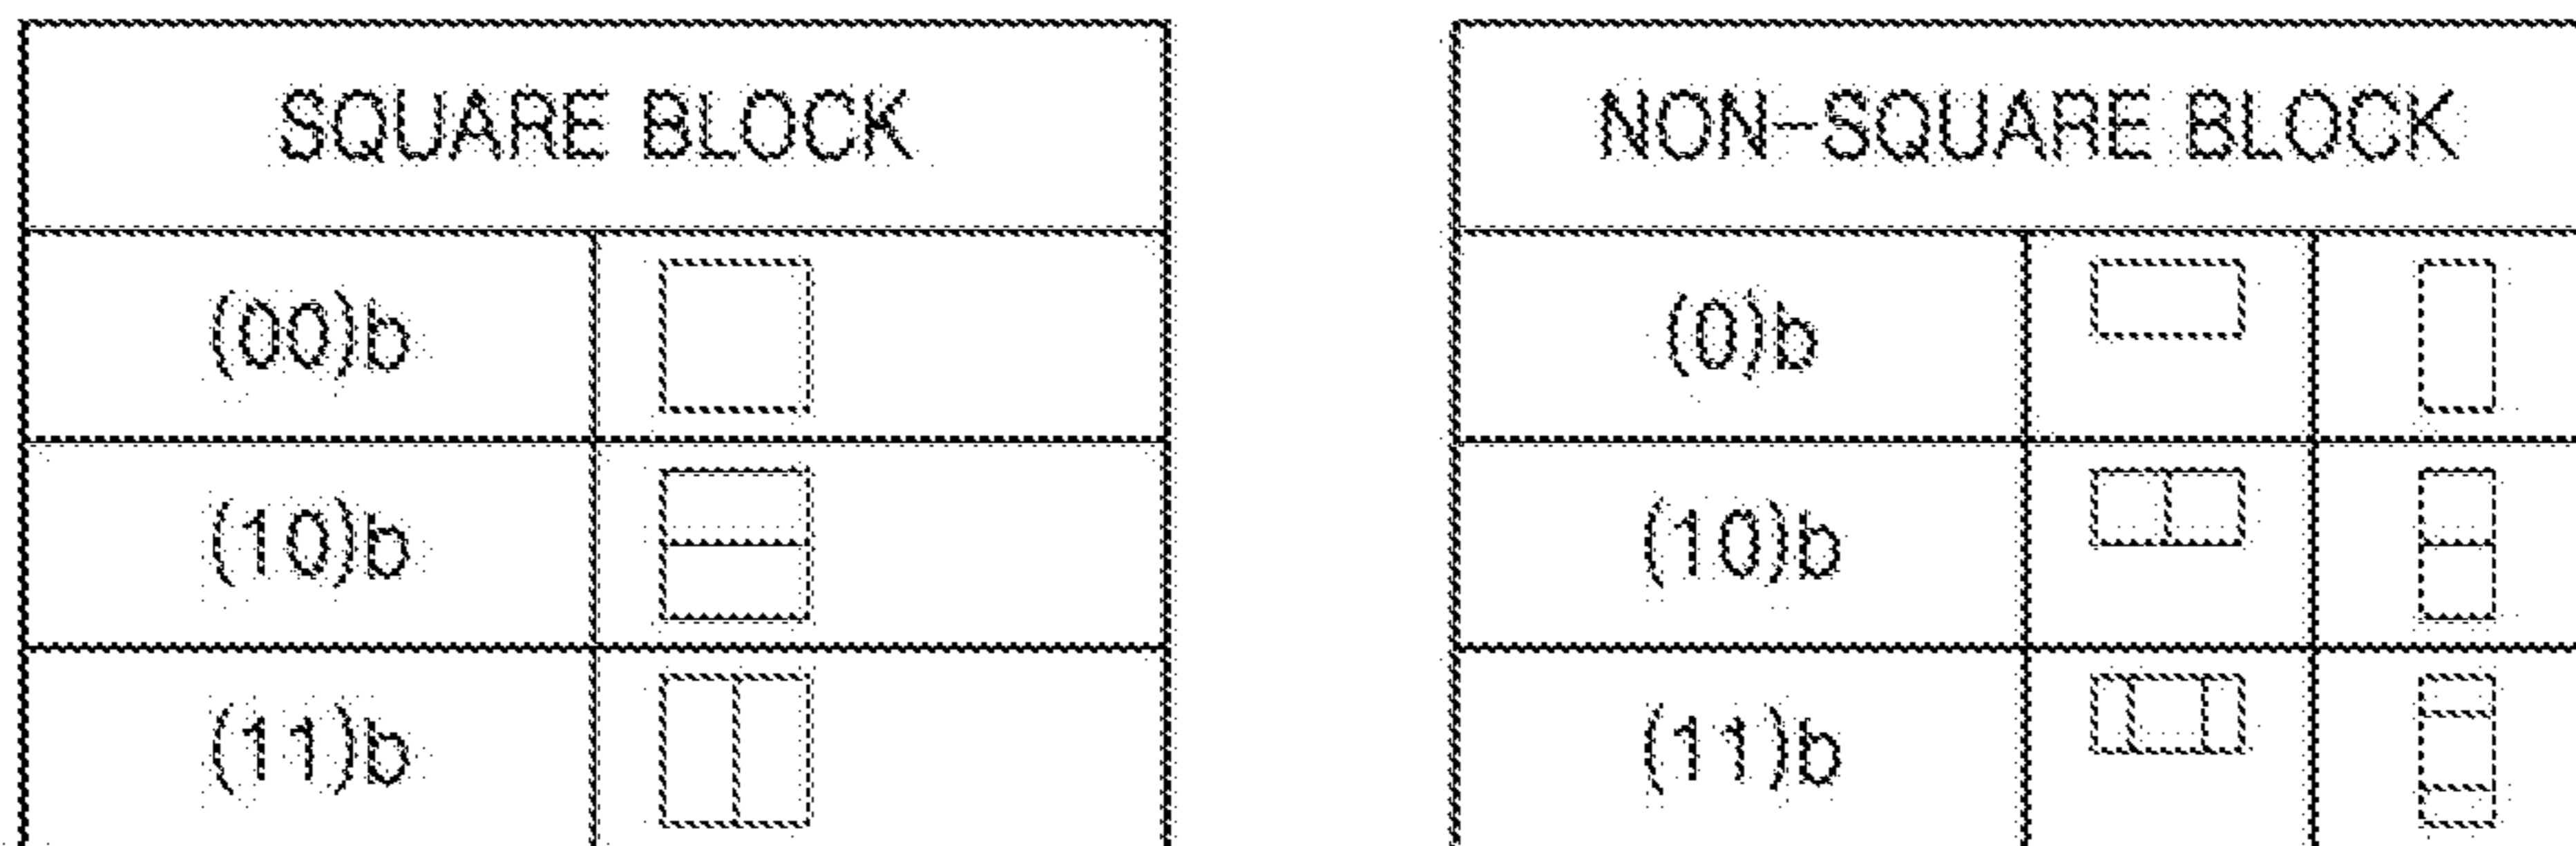 SQUARE BLOCK
NON-SQUARE BLOCK
(00)b
(0)b
(10)b
(10)b
(11)b
(11)b